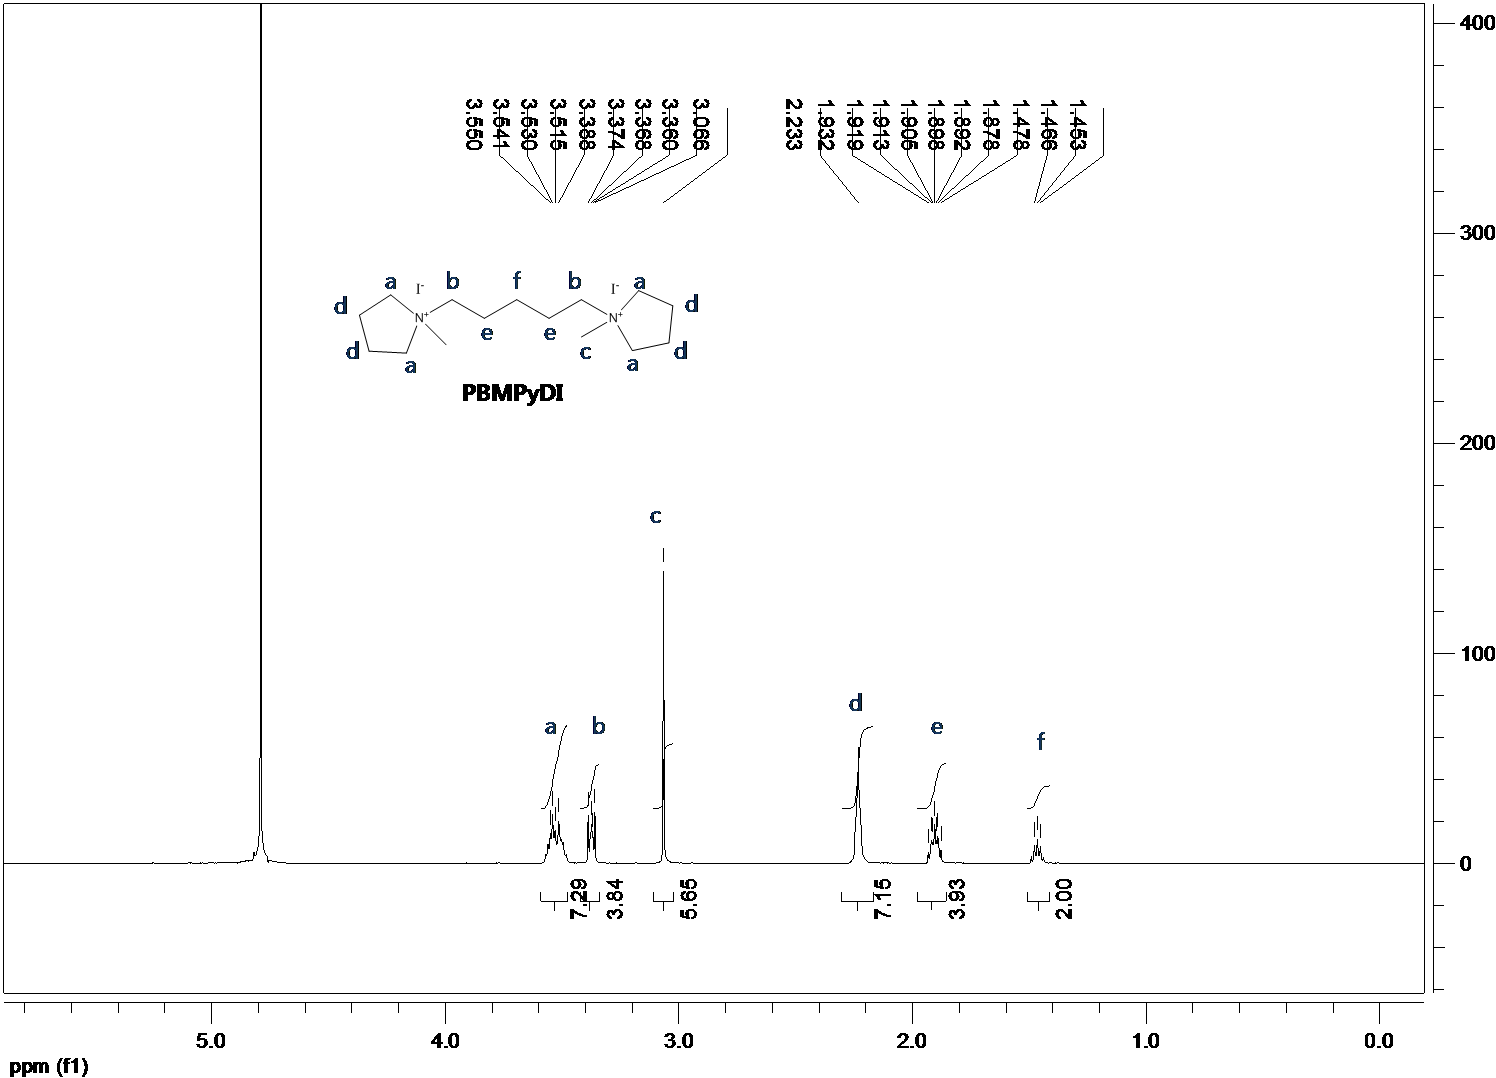 400
3.550
3.541
3.530
3.515
3.388
3.374
3.368
3.360
3.066
2.233
1.932
1.919
1.913
1.905
1.898
1.892
1.878
1.478
1.466
1.453
300
a I- b f b I- a
d N+ N+ d
d e e c d
a a
PBMPyDI
200
c
100
d
a b e f
0
7.29 3.84 5.65 7.15 3.93 2.00
5.0 4.0 3.0 2.0 1.0 0.0
ppm (f1)